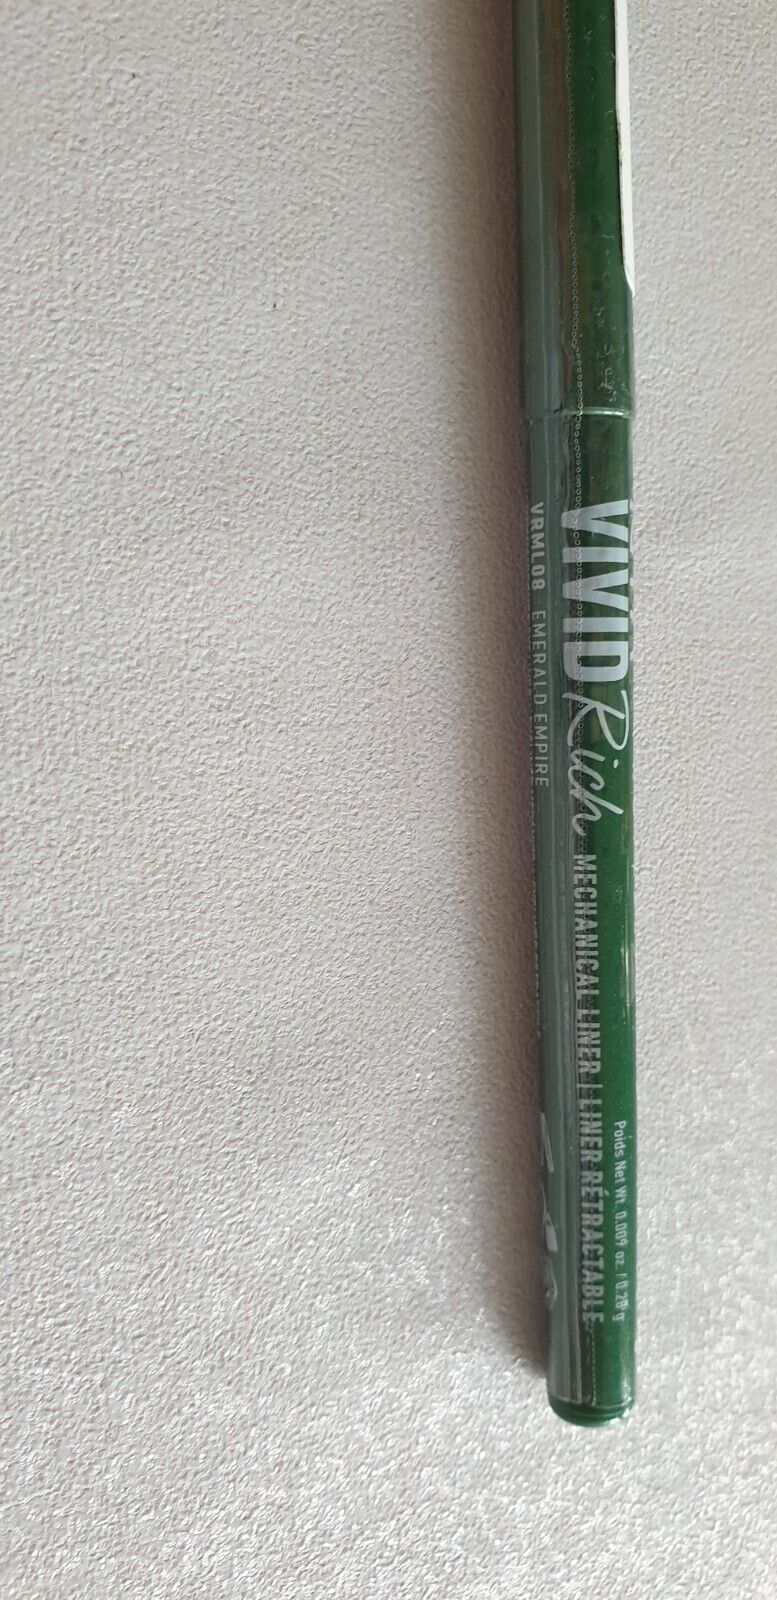 VIVID Rich MECHANICAL LINER | LINER RÉTRACTABLE
VRML08 EMERALD EMPIRE
Poids Net Wt. 0.009 oz. / 0.28 g